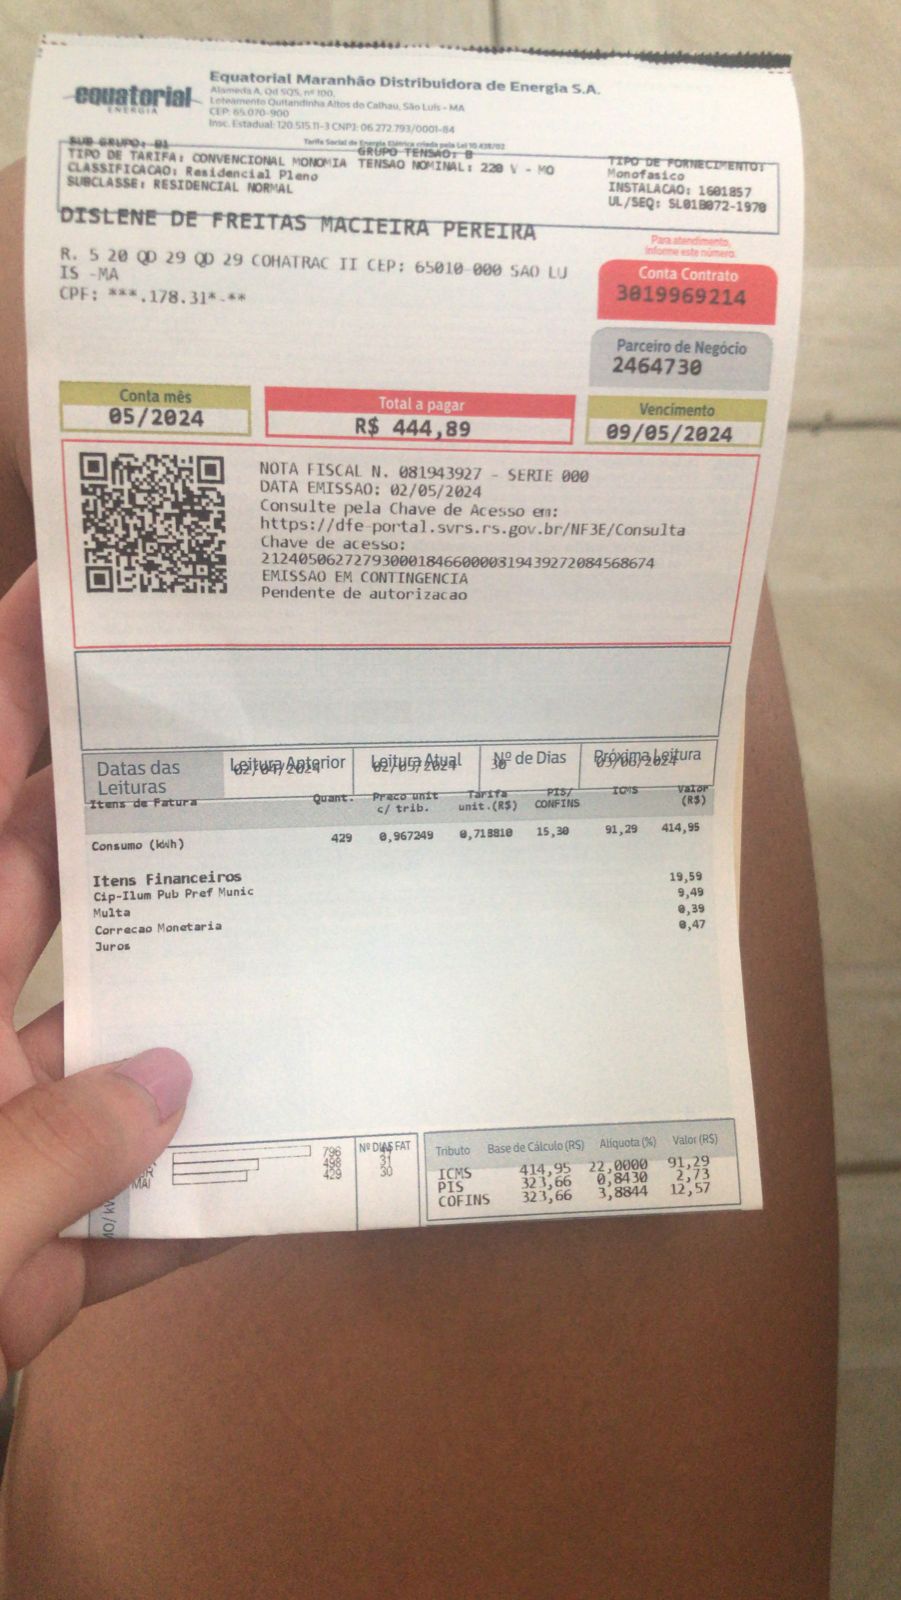 equatorial
ENERGIA
Equatorial Maranhão Distribuidora de Energia S.A.
Alameda A, Qd SQS, nº 100,
Loteamento Quitandinha Altos do Calhau, São Luís - MA
CEP: 65.070-900
Insc. Estadual: 120.515.11-3 CNPJ: 06.272.793/0001-84
Tarifa Social de Energia Elétrica criada pela Lei 10.438/02
SUB GRUPO: B1
GRUPO TENSAO: B
TIPO DE TARIFA: CONVENCIONAL MONOMIA TENSAO NOMINAL: 220 V - MO
CLASSIFICACAO: Residencial Pleno
SUBCLASSE: RESIDENCIAL NORMAL
TIPO DE FORNECIMENTO:
Monofasico
INSTALACAO: 1601857
UL/SEQ: SL01B072-1970
DISLENE DE FREITAS MACIEIRA PEREIRA
R. 5 20 QD 29 QD 29 COHATRAC II CEP: 65010-000 SAO LU
IS -MA
CPF: ***.178.31*-**
Para atendimento,
informe este número.
Conta Contrato
3019969214
Parceiro de Negócio
2464730
Conta mês
05/2024
Total a pagar
R$ 444,89
Vencimento
09/05/2024
NOTA FISCAL N. 081943927 - SERIE 000
DATA EMISSAO: 02/05/2024
Consulte pela Chave de Acesso em:
https://dfe-portal.svrs.rs.gov.br/NF3E/Consulta
Chave de acesso:
EMISSAO EM CONTINGENCIA
Pendente de autorizacao
Datas das
Leituras
Leitura Anterior
02/04/2024
Leitura Atual
02/05/2024
Nº de Dias
30
Próxima Leitura
03/06/2024
Itens de Fatura Quant. Preco unit c/ trib. Tarifa unit.(R$) PIS/CONFINS ICMS Valor (R$)
Consumo (kWh) 429 0,967249 0,718810 15,30 91,29 414,95
Itens Financeiros
Cip-Ilum Pub Pref Munic 19,59
Multa 9,49
Correcao Monetaria 0,39
Juros 0,47
796
498 31
MAI 429 30
Nº DIAS FAT
Tributo Base de Cálculo (R$) Alíquota (%) Valor (R$)
ICMS 414,95 22,0000 91,29
PIS 323,66 0,8430 2,73
COFINS 323,66 3,8844 12,57